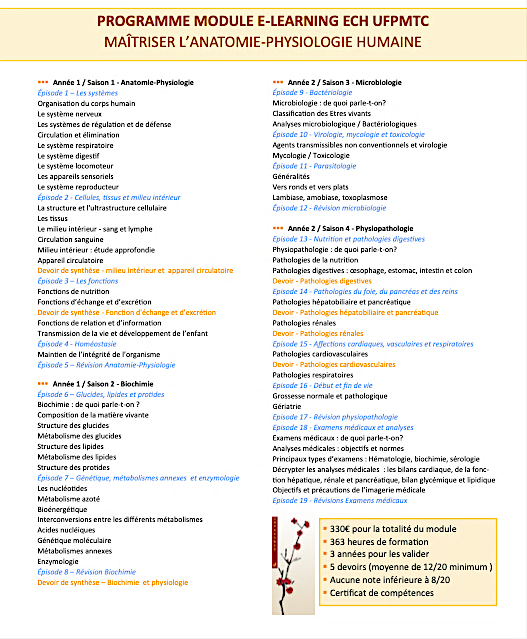 PROGRAMME MODULE E-LEARNING ECH UFPMTC
MAÎTRISER L'ANATOMIE-PHYSIOLOGIE HUMAINE
Année 1 / Saison 1 - Anatomie-Physiologie
Épisode 1 – Les systèmes
Organisation du corps humain
Le système nerveux
Les systèmes de régulation et de défense
Circulation et élimination
Le système respiratoire
Le système digestif
Le système locomoteur
Les appareils sensoriels
Le système reproducteur
Épisode 2 - Cellules, tissus et milieu intérieur
La structure et l'ultrastructure cellulaire
Les tissus
Le milieu intérieur - sang et lymphe
Circulation sanguine
Milieu intérieur : étude approfondie
Appareil circulatoire
Devoir de synthèse - milieu intérieur et appareil circulatoire
Épisode 3 – Les fonctions
Fonctions de nutrition
Fonctions d'échange et d'excrétion
Devoir de synthèse - Fonction d'échange et d'excrétion
Fonctions de relation et d'information
Transmission de la vie et développement de l'enfant
Épisode 4 - Homéostasie
Maintien de l'intégrité de l'organisme
Épisode 5 – Révision Anatomie-Physiologie
Année 1 / Saison 2 - Biochimie
Épisode 6 – Glucides, lipides et protides
Biochimie : de quoi parle-t-on ?
Composition de la matière vivante
Structure des glucides
Métabolisme des glucides
Structure des lipides
Métabolisme des lipides
Structure des protides
Épisode 7 – Génétique, métabolismes annexes et enzymologie
Les nucléotides
Métabolisme azoté
Bioénergétique
Interconversions entre les différents métabolismes
Acides nucléiques
Génétique moléculaire
Métabolismes annexes
Enzymologie
Épisode 8 – Révision Biochimie
Devoir de synthèse – Biochimie et physiologie
Année 2 / Saison 3 - Microbiologie
Épisode 9 - Bactériologie
Microbiologie : de quoi parle-t-on?
Classification des Etres vivants
Analyses microbiologique / Bactériologiques
Épisode 10 - Virologie, mycologie et toxicologie
Agents transmissibles non conventionnels et virologie
Mycologie / Toxicologie
Épisode 11 - Parasitologie
Généralités
Vers ronds et vers plats
Lambiase, amobiase, toxoplasmose
Épisode 12 - Révision microbiologie
Année 2 / Saison 4 - Physiopathologie
Episode 13 - Nutrition et pathologies digestives
Physiopathologie : de quoi parle-t-on?
Pathologies de la nutrition
Pathologies digestives : œsophage, estomac, intestin et colon
Devoir - Pathologies digestives
Épisode 14 - Pathologies du foie, du pancréas et des reins
Pathologies hépatobiliaire et pancréatique
Devoir - Pathologies hépatobiliaire et pancréatique
Pathologies rénales
Devoir - Pathologies rénales
Épisode 15 - Affections cardiaques, vasculaires et respiratoires
Pathologies cardiovasculaires
Devoir - Pathologies cardiovasculaires
Pathologies respiratoires
Épisode 16 - Début et fin de vie
Grossesse normale et pathologique
Gériatrie
Épisode 17 - Révision physiopathologie
Épisode 18 - Examens médicaux et analyses
Examens médicaux : de quoi parle-t-on?
Analyses médicales : objectifs et normes
Principaux types d'examens : Hématologie, biochimie, sérologie
Décrypter les analyses médicales : les bilans cardiaque, de la fonc-
tion hépatique, rénale et pancréatique, bilan glycémique et lipidique
Objectifs et précautions de l'imagerie médicale
Épisode 19 - Révisions Examens médicaux
330€ pour la totalité du module
363 heures de formation
3 années pour les valider
5 devoirs (moyenne de 12/20 minimum )
Aucune note inférieure à 8/20
Certificat de compétences